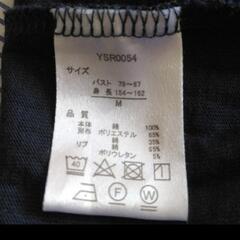 YSR0054
サイズ
バスト 79〜87
身長 154〜162
M
品質
本体 綿 100%
別布 ポリエステル 65%
綿 35%
リブ 綿 95%
ポリウレタン 5%
40
F W